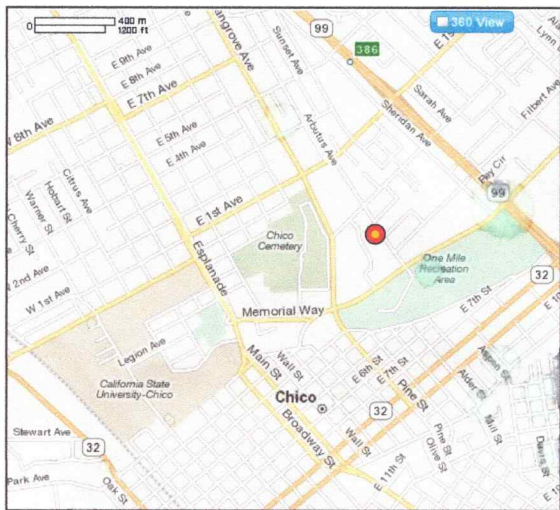 0
400 m
1200 ft
360 View
99
386
E 9th Ave
E 8th Ave
E 7th Ave
W 8th Ave
Sunset Ave
Arbutus Ave
Sheridan Ave
Sarah Ave
Filbert Ave
E 5th Ave
E 4th Ave
Citrus Ave
Hobart St
Warner St
Cherry St
E 1st Ave
99
Chico
Cemetery
One Mile
Recreation
Area
32
Esplanade
W 2nd Ave
W 1st Ave
Memorial Way
E 7th St
Legion Ave
Main St
Wall St
E 6th St
E 7th St
California State
University-Chico
Chico
Pine St
Aspen St
Alder St
Mill St
Davis St
32
Broadway St
Wall St
Pine St
Olive St
E 11th St
Stewart Ave
32
Park Ave
Oak St